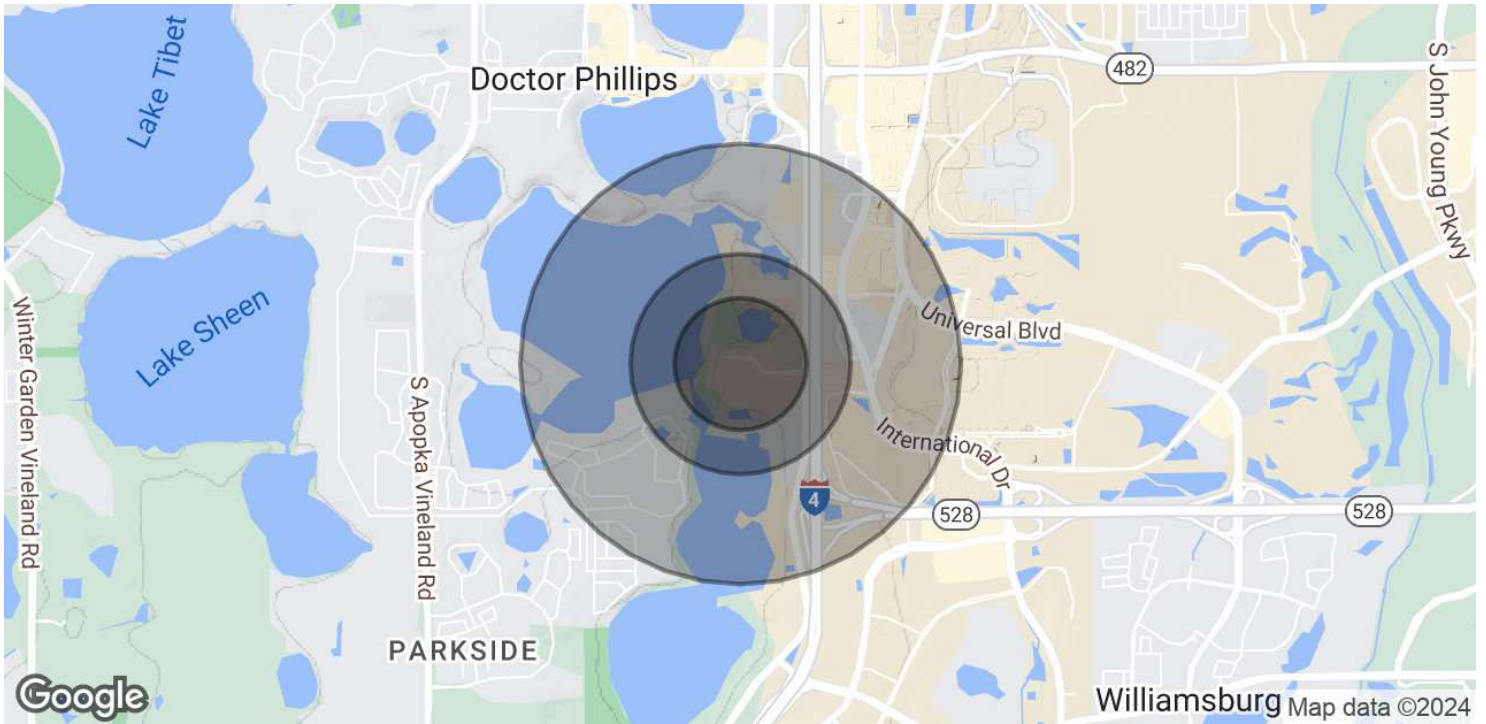 Lake Tibet
Doctor Phillips
482
S John Young Pkwy
Lake Sheen
Winter Garden Vineland Rd
S Apopka Vineland Rd
Universal Blvd
International Dr
4
528
528
PARKSIDE
Google
Williamsburg
Map data ©2024